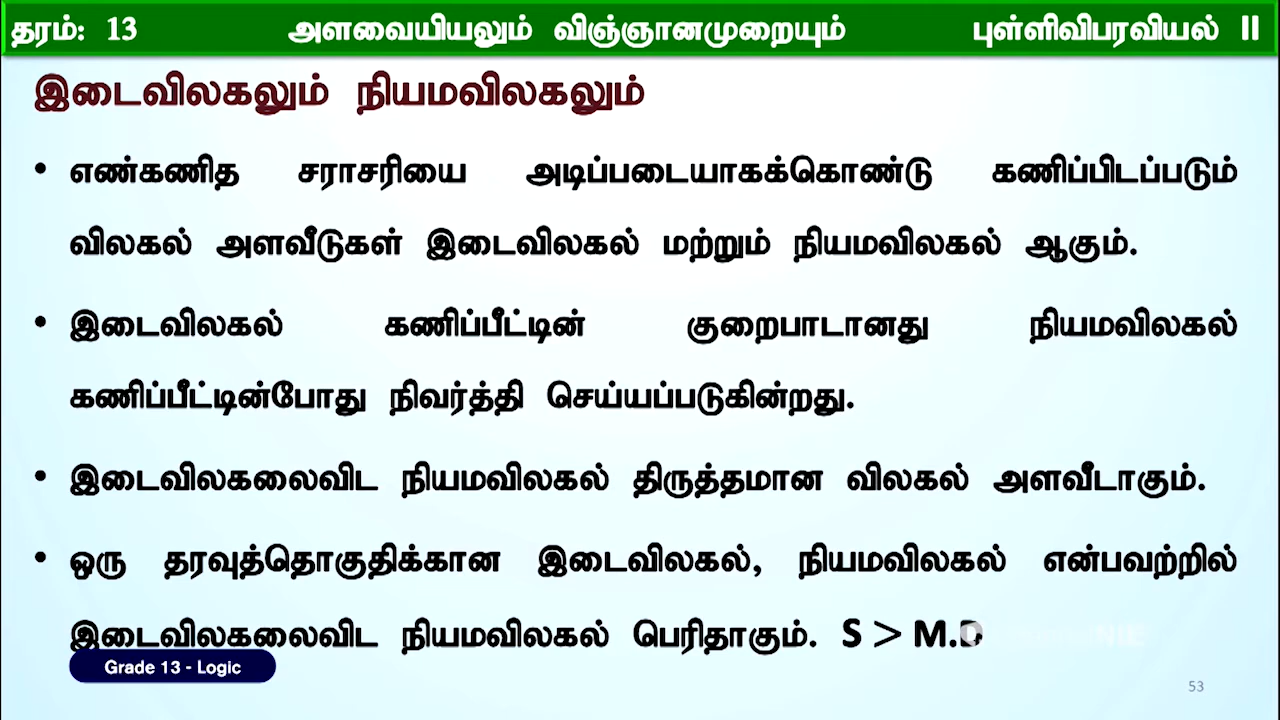 தரம்: 13 அளவையியலும் விஞ்ஞானமுறையும் புள்ளிவிபரவியல் II
இடைவிலகலும் நியமவிலகலும்
• எண்கணித சராசரியை அடிப்படையாகக்கொண்டு கணிப்பிடப்படும்
விலகல் அளவீடுகள் இடைவிலகல் மற்றும் நியமவிலகல் ஆகும்.
• இடைவிலகல் கணிப்பீட்டின் குறைபாடானது நியமவிலகல்
கணிப்பீட்டின்போது நிவர்த்தி செய்யப்படுகின்றது.
• இடைவிலகலைவிட நியமவிலகல் திருத்தமான விலகல் அளவீடாகும்.
• ஒரு தரவுத்தொகுதிக்கான இடைவிலகல், நியமவிலகல் என்பவற்றில்
இடைவிலகலைவிட நியமவிலகல் பெரிதாகும். S > M.D
Grade 13 - Logic
53